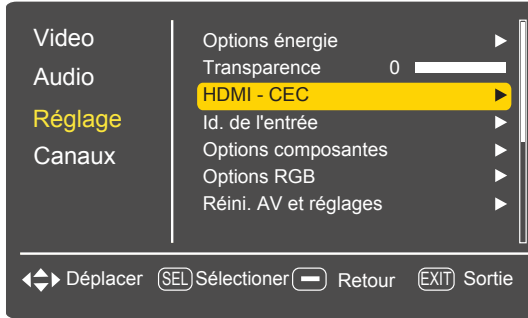 Video
Audio
Réglage
Canaux
Options énergie
Transparence 0
HDMI - CEC
Id. de l'entrée
Options composantes
Options RGB
Réini. AV et réglages
Déplacer SEL Sélectioner Retour EXIT Sortie